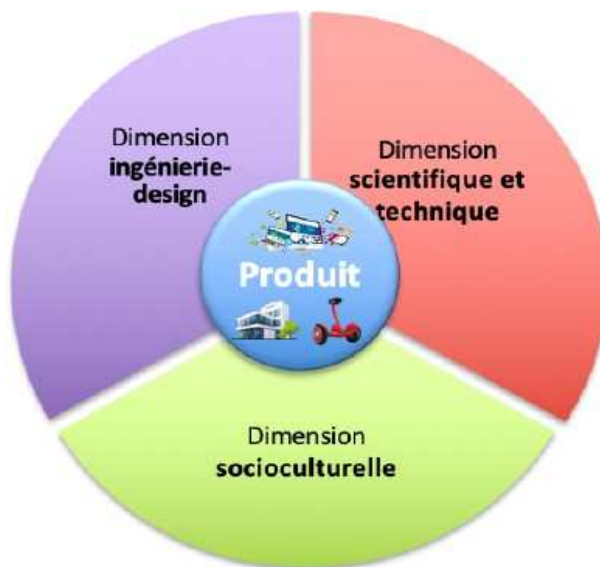 Dimension
ingénierie-
design
Dimension
scientifique et
technique
Produit
Dimension
socioculturelle